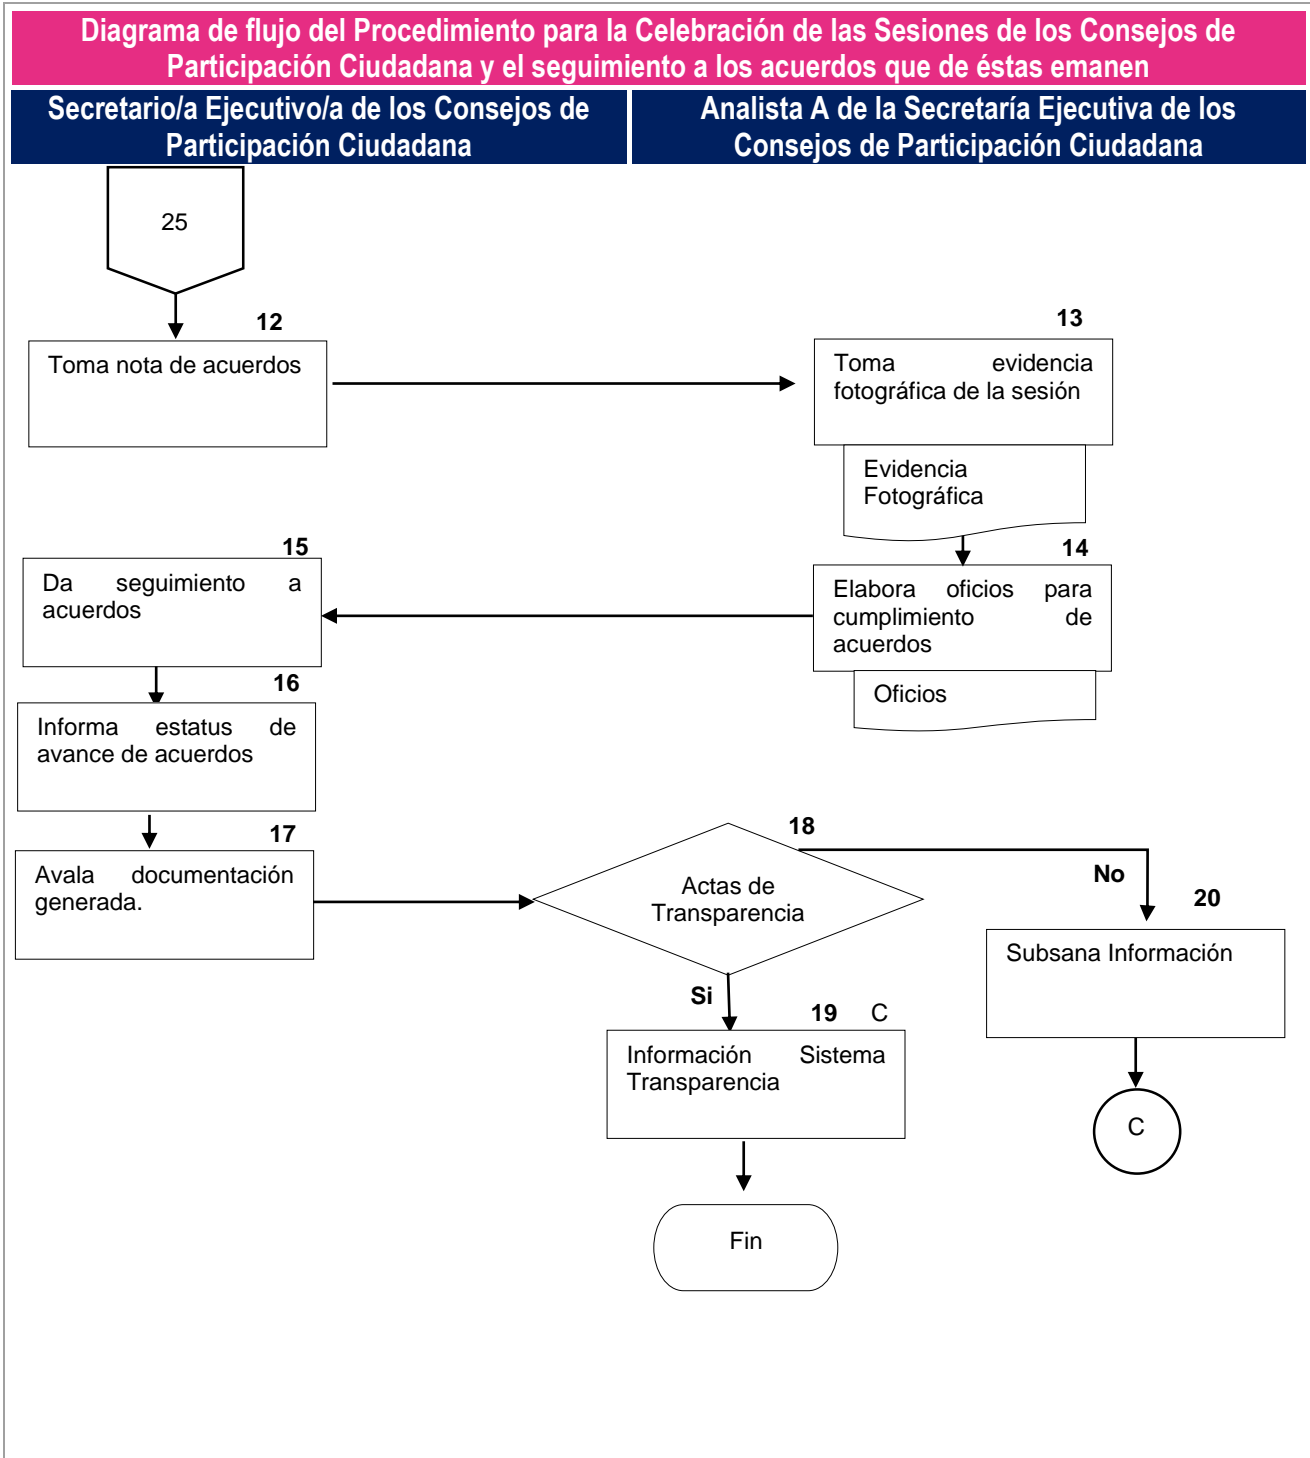 Diagrama de flujo del Procedimiento para la Celebración de las Sesiones de los Consejos de
Participación Ciudadana y el seguimiento a los acuerdos que de éstas emanen
Secretario/a Ejecutivo/a de los Consejos de
Participación Ciudadana
Analista A de la Secretaría Ejecutiva de los
Consejos de Participación Ciudadana
25
12
Toma nota de acuerdos
13
Toma evidencia
fotográfica de la sesión
Evidencia
Fotográfica
14
Elabora oficios para
cumplimiento de
acuerdos
Oficios
15
Da seguimiento a
acuerdos
16
Informa estatus de
avance de acuerdos
17
Avala documentación
generada.
18
Actas de
Transparencia
No
20
Subsana Información
C
Si
19 C
Información Sistema
Transparencia
Fin